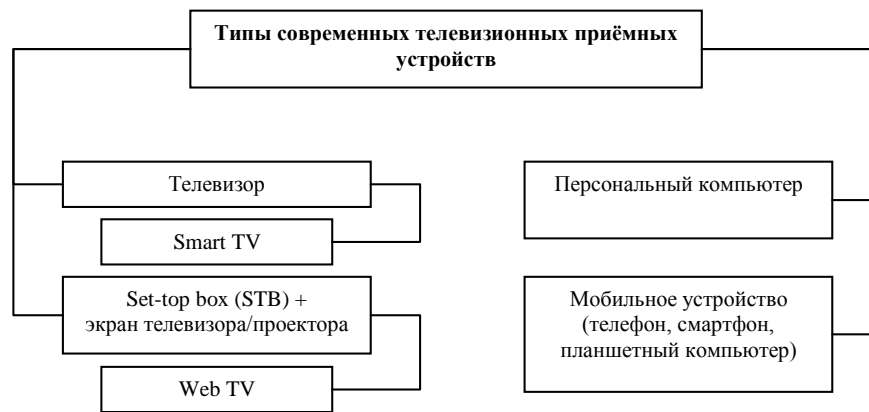 Типы современных телевизионных приёмных
устройств
Телевизор
Smart TV
Set-top box (STB) +
экран телевизора/проектора
Web TV
Персональный компьютер
Мобильное устройство
(телефон, смартфон,
планшетный компьютер)